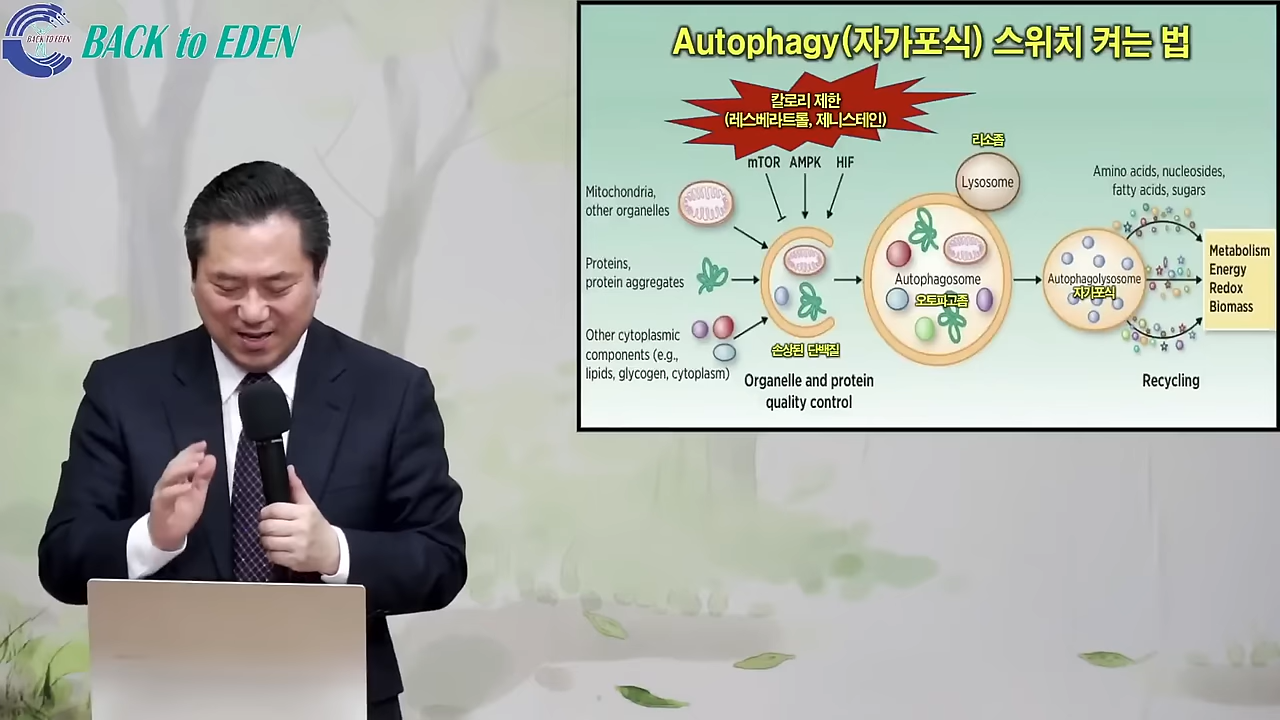 BACK TO EDEN
BACK to EDEN
Autophagy(자가포식) 스위치 켜는 법
칼로리 제한
(레스베라트롤, 제니스테인)
mTOR AMPK HIF
리소좀
Lysosome
Mitochondria,
other organelles
Proteins,
protein aggregates
Other cytoplasmic
components (e.g.,
lipids, glycogen, cytoplasm)
손상된 단백질
Organelle and protein
quality control
Autophagosome
오토파고좀
Amino acids, nucleosides,
fatty acids, sugars
Autophagolysosome
자가포식
Recycling
Metabolism
Energy
Redox
Biomass